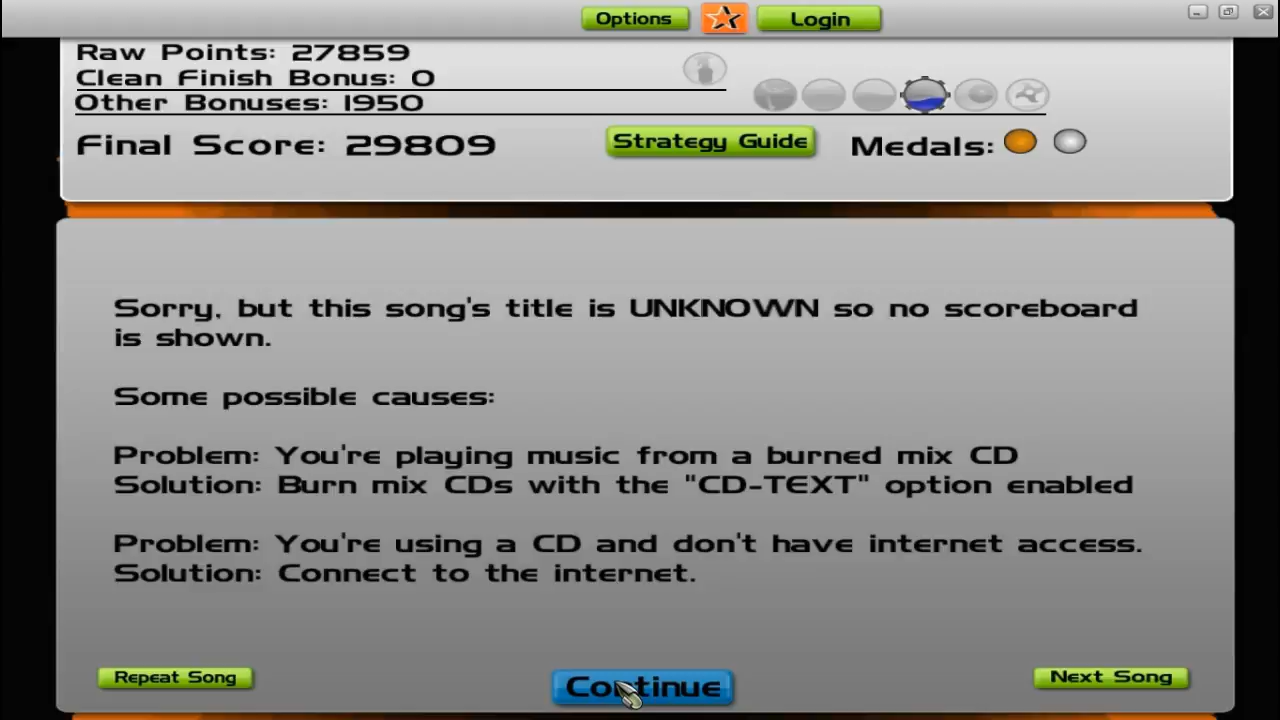 Options
Login
Raw Points: 27859
Clean Finish Bonus: 0
Other Bonuses: 1950
Final Score: 29809
Strategy Guide
Medals:
Sorry, but this song's title is UNKNOWN so no scoreboard
is shown.
Some possible causes:
Problem: You're playing music from a burned mix CD
Solution: Burn mix CDs with the "CD-TEXT" option enabled
Problem: You're using a CD and don't have internet access.
Solution: Connect to the internet.
Repeat Song
Continue
Next Song